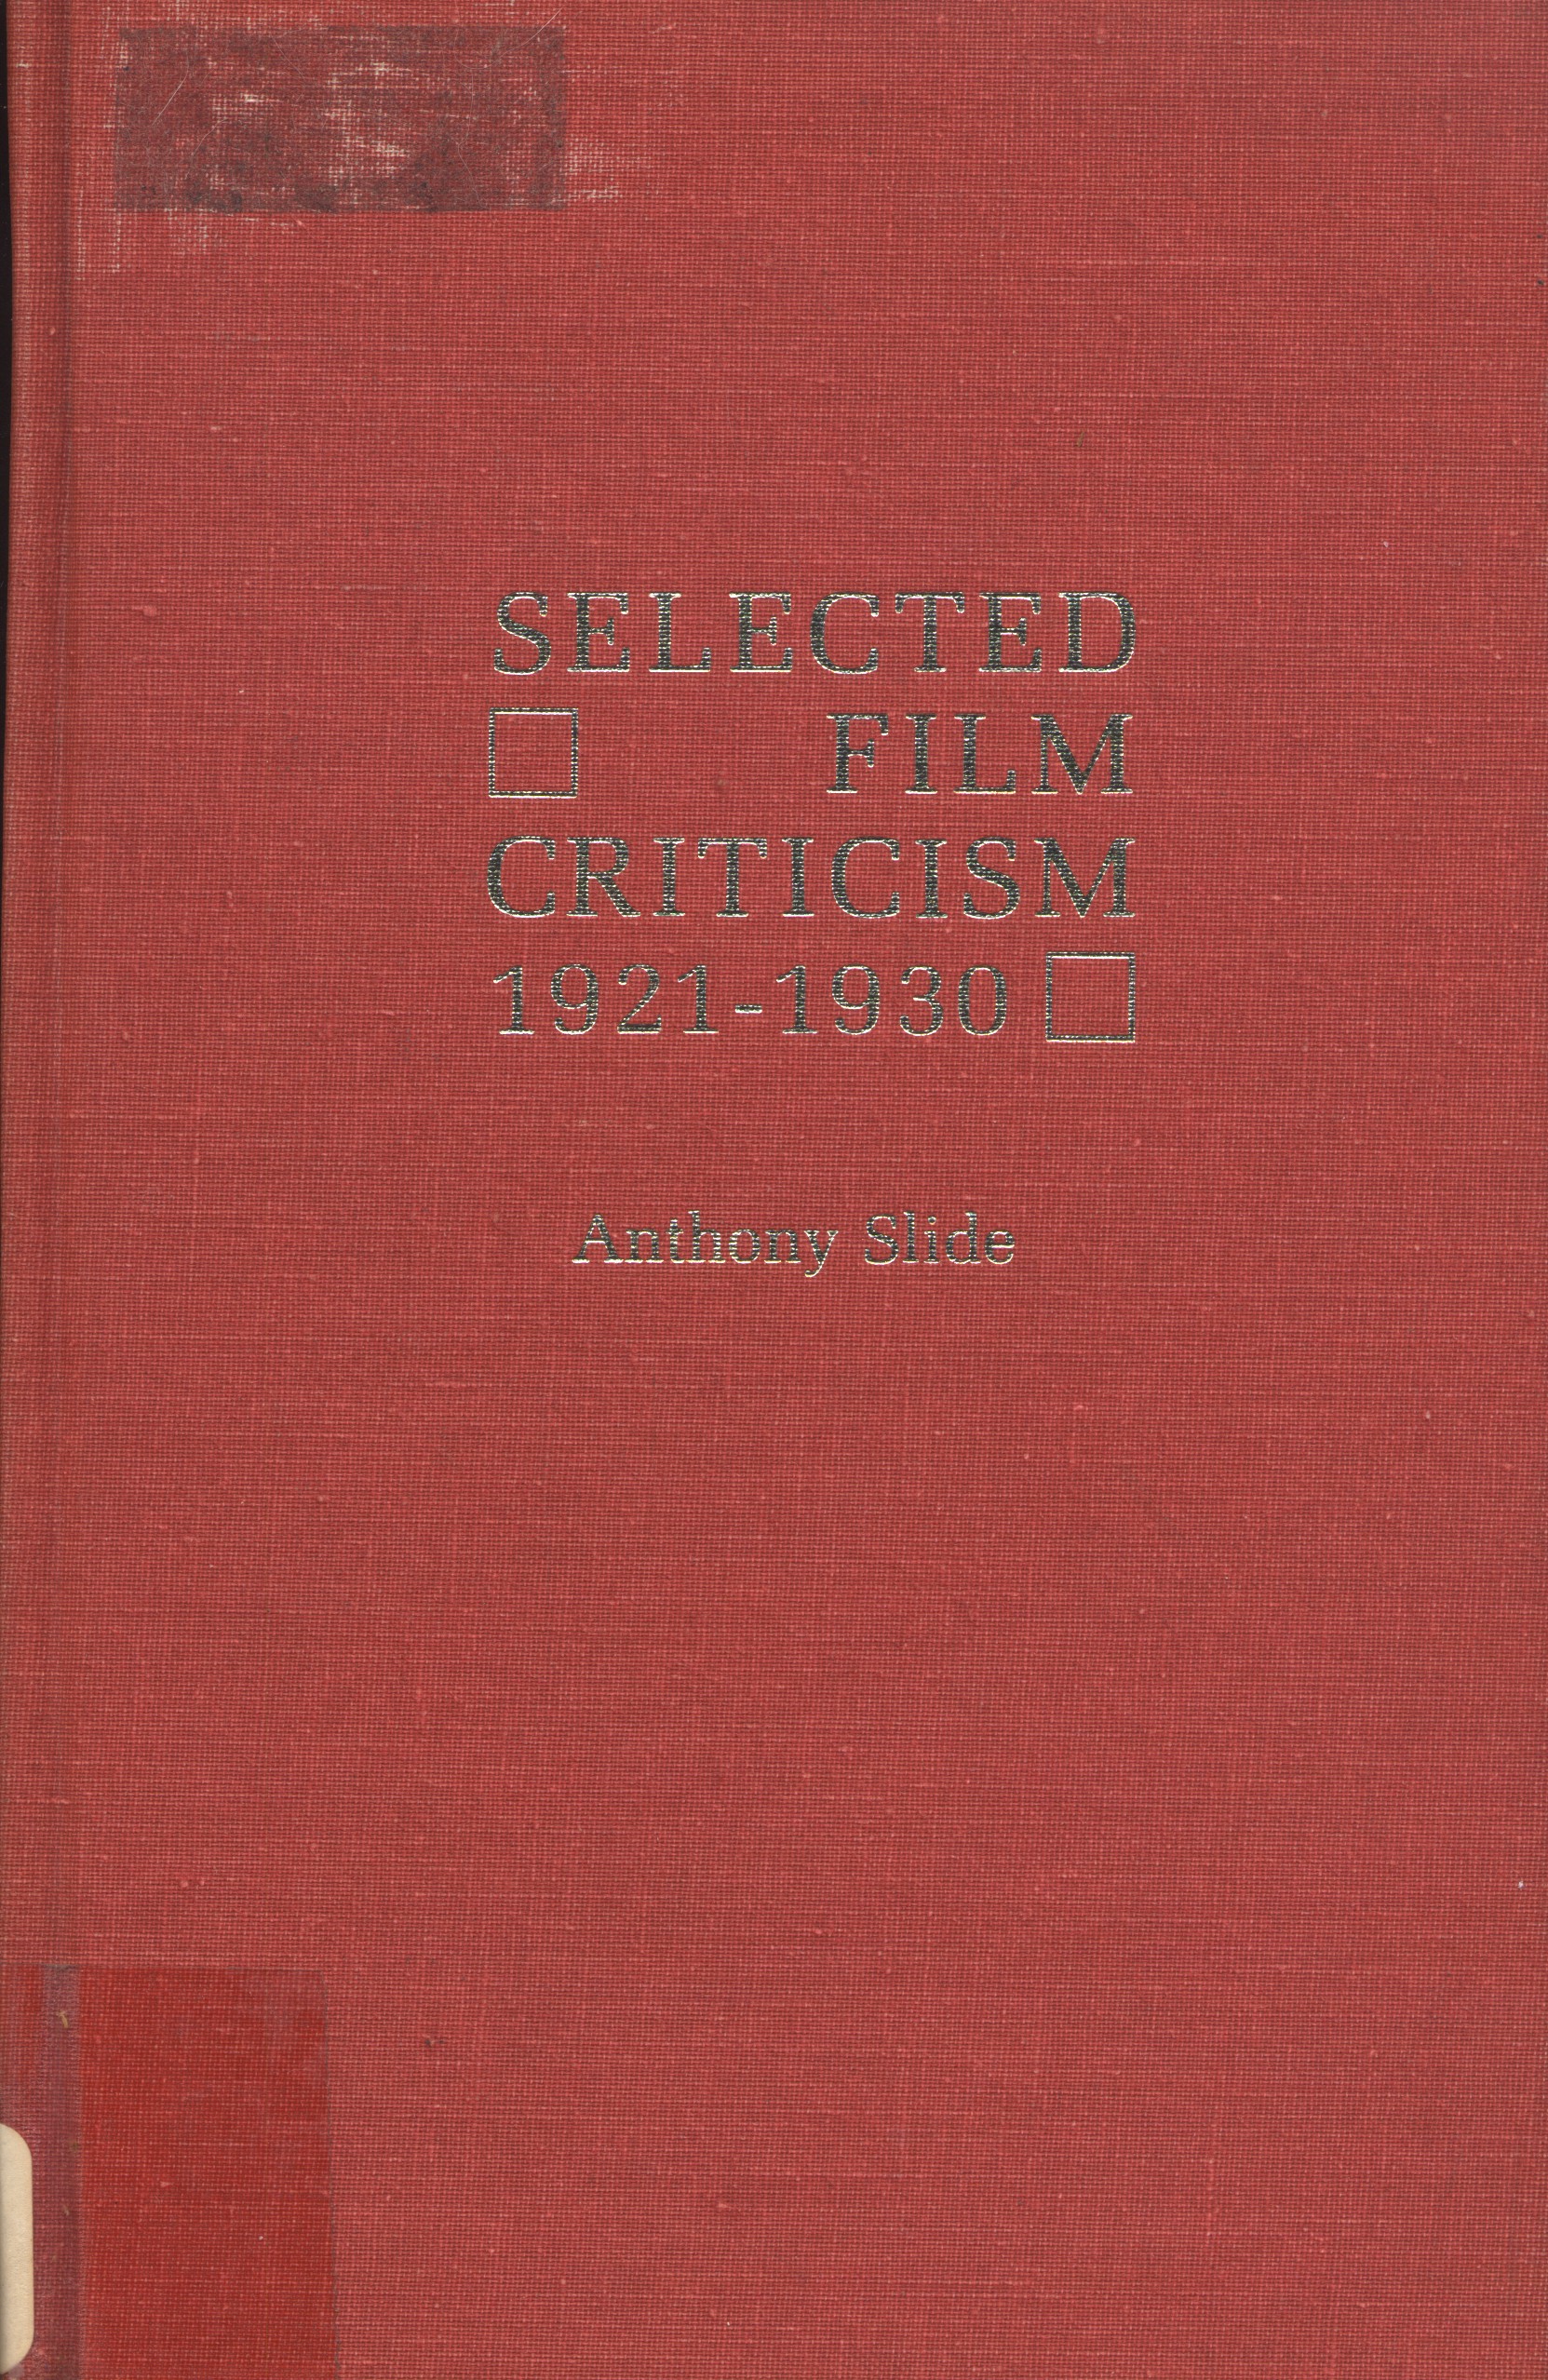 SELECTED
FILM
CRITICISM
1921-1930
Anthony Slide